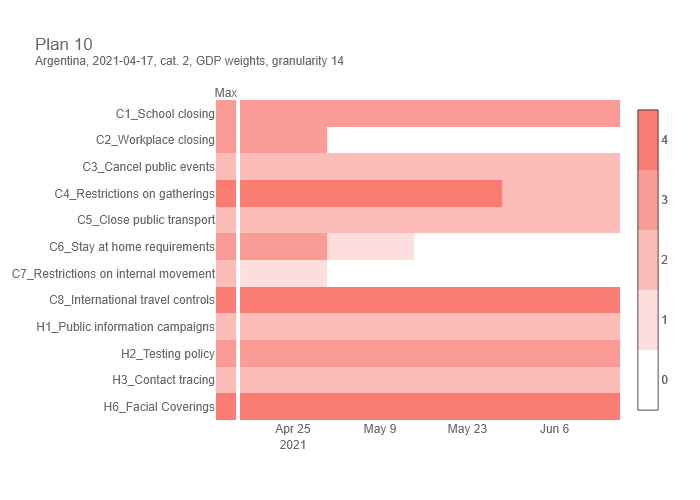 Plan 10
Argentina, 2021-04-17, cat. 2, GDP weights, granularity 14
Max
C1_School closing
C2_Workplace closing
C3_Cancel public events
C4_Restrictions on gatherings
C5_Close public transport
C6_Stay at home requirements
C7_Restrictions on internal movement
C8_International travel controls
H1_Public information campaigns
H2_Testing policy
H3_Contact tracing
H6_Facial Coverings
Apr 25
2021
May 9
May 23
Jun 6
4
3
2
1
0